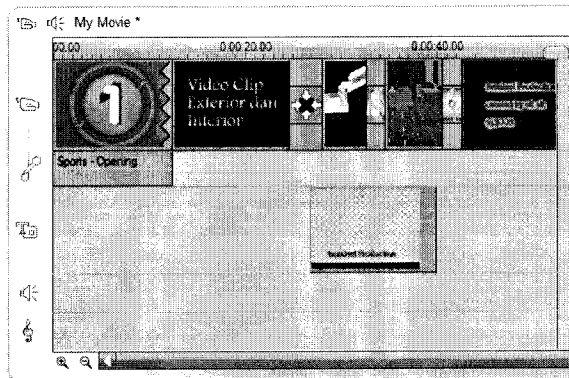 My Movie *
00.00 0:00:20.00 0:00:40.00
1
Video Clip
Exterior dan
Interior
Sports - Opening